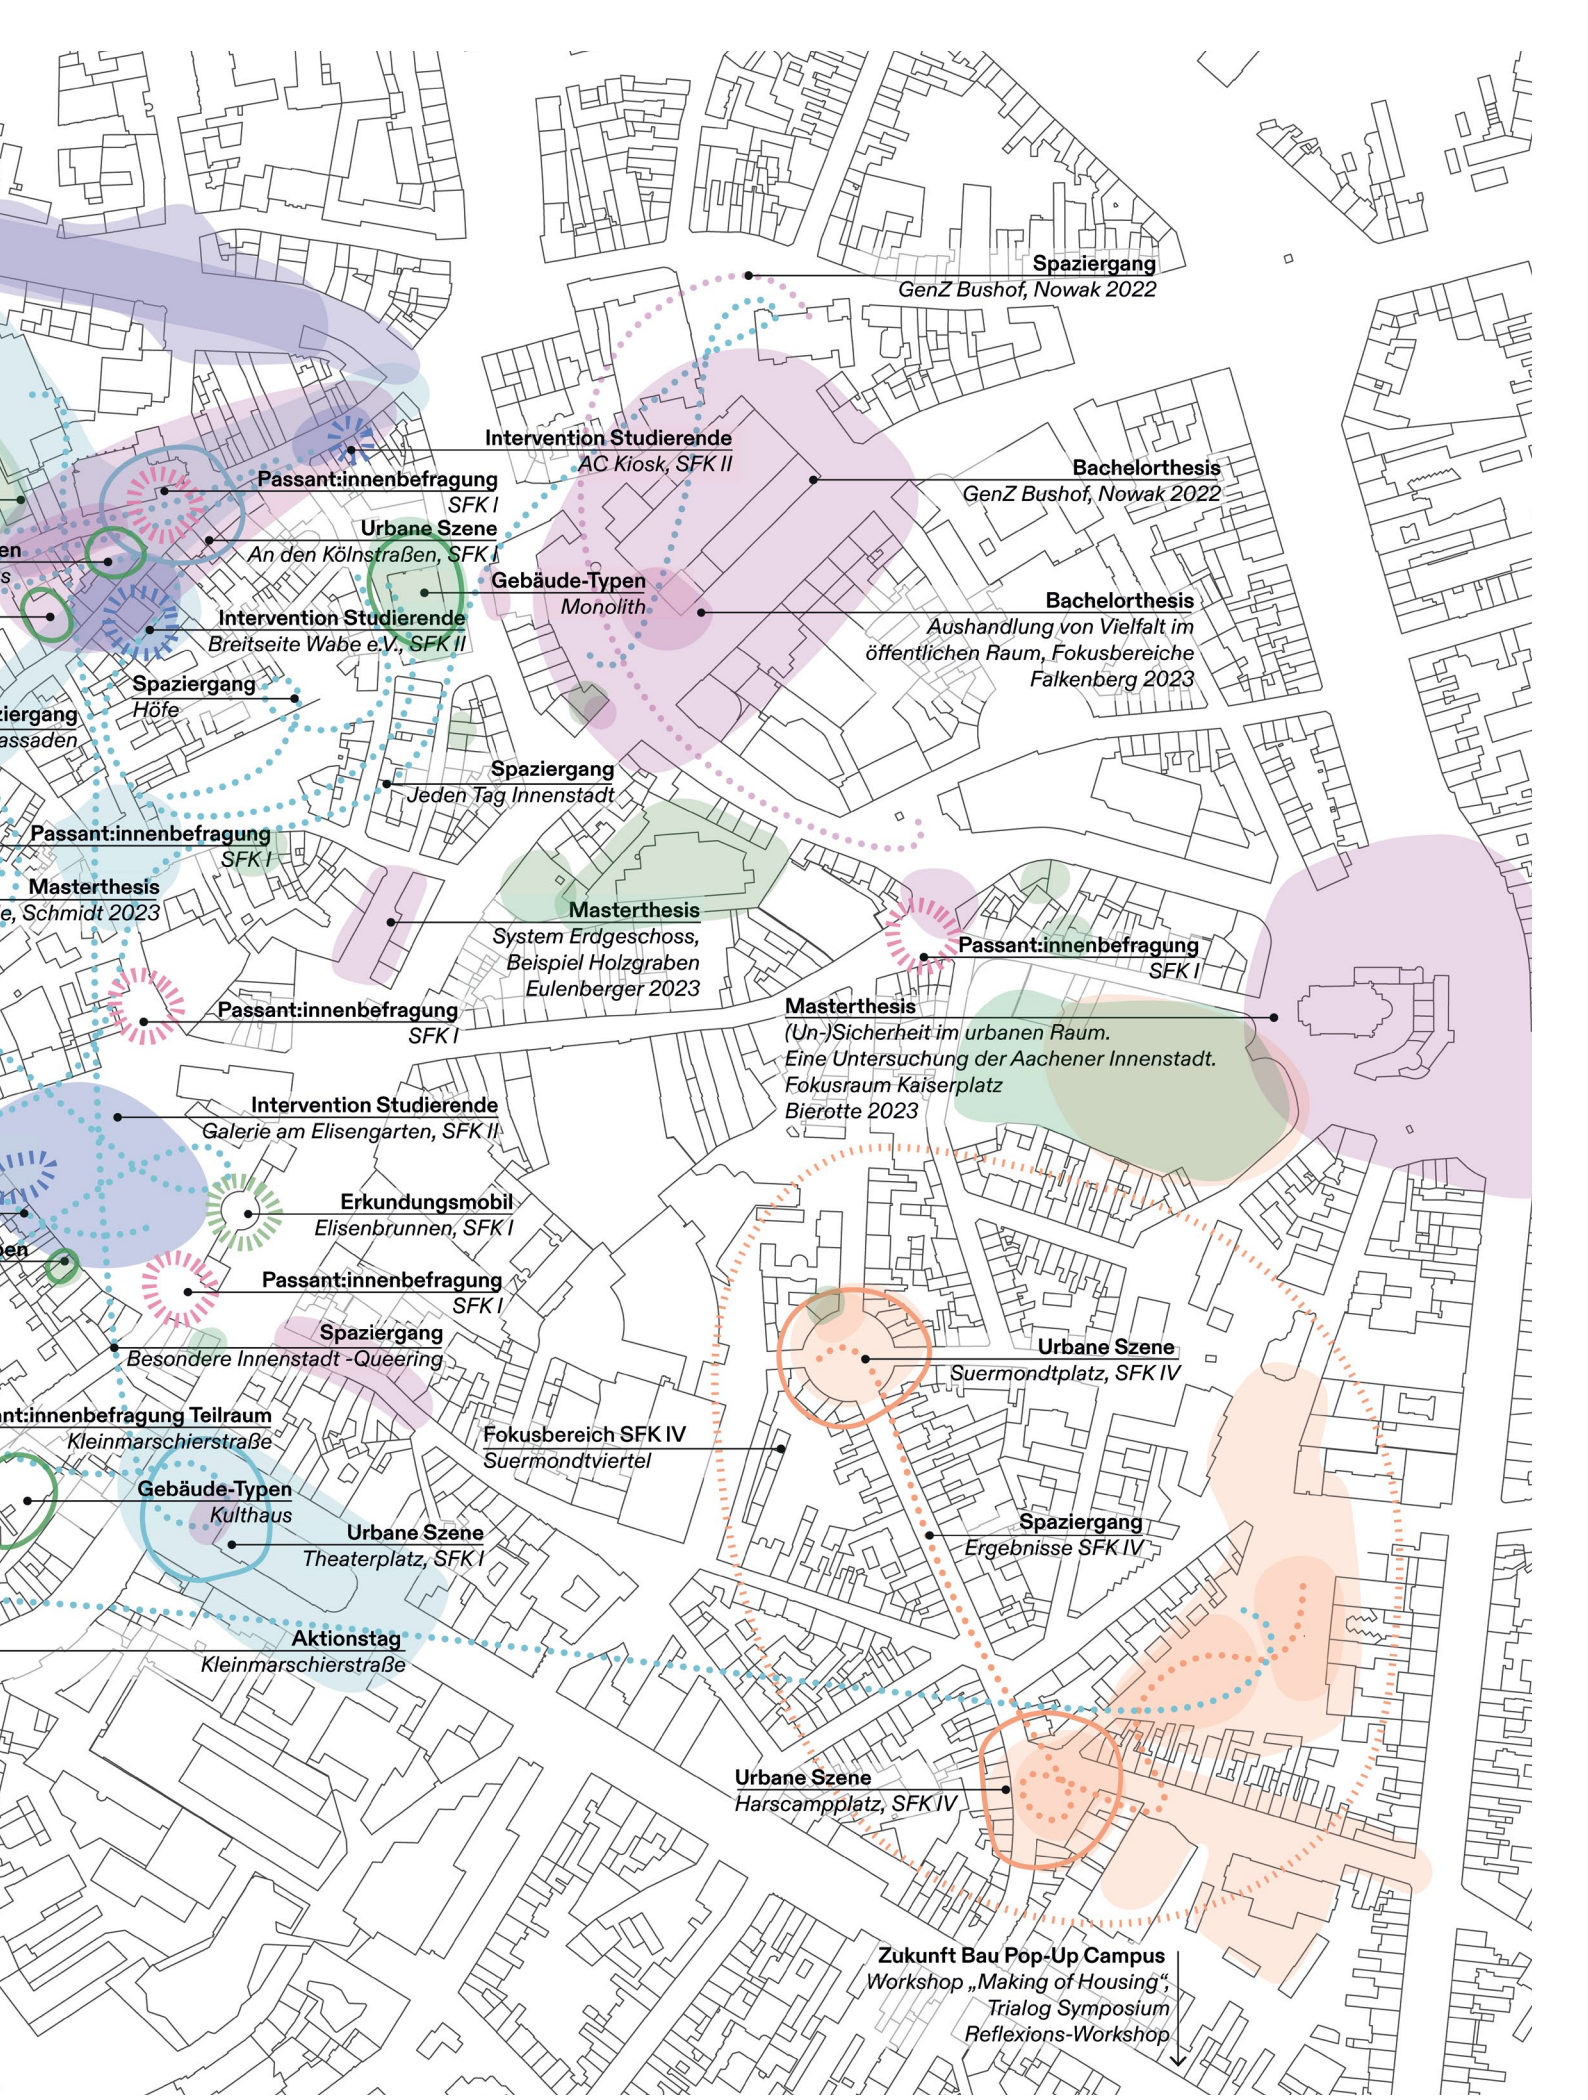 Spaziergang
GenZ Bushof, Nowak 2022
Intervention Studierende
AC Kiosk, SFK II
Bachelorthesis
GenZ Bushof, Nowak 2022
Passant:innenbefragung
SFK I
Urbane Szene
An den Kölnstraßen, SFK I
en
s
Gebäude-Typen
Monolith
Bachelorthesis
Aushandlung von Vielfalt im
öffentlichen Raum, Fokusbereiche
Falkenberg 2023
Intervention Studierende
Breitseite Wabe e.V., SFK II
Spaziergang
Höfe
ziergang
assaden
Spaziergang
Jeden Tag Innenstadt
Passant:innenbefragung
SFK I
Masterthesis
e, Schmidt 2023
Masterthesis
System Erdgeschoss,
Beispiel Holzgraben
Eulenberger 2023
Passant:innenbefragung
SFK I
Passant:innenbefragung
SFK I
Masterthesis
(Un-)Sicherheit im urbanen Raum.
Eine Untersuchung der Aachener Innenstadt.
Fokusraum Kaiserplatz
Bierotte 2023
Intervention Studierende
Galerie am Elisengarten, SFK II
Erkundungsmobil
Elisenbrunnen, SFK I
pen
Passant:innenbefragung
SFK I
Spaziergang
Besondere Innenstadt -Queering
Urbane Szene
Suermondtplatz, SFK IV
nt:innenbefragung Teilraum
Kleinmarschierstraße
Fokusbereich SFK IV
Suermondtviertel
Gebäude-Typen
Kulthaus
Urbane Szene
Theaterplatz, SFK I
Spaziergang
Ergebnisse SFK IV
Aktionstag
Kleinmarschierstraße
Urbane Szene
Harscampplatz, SFK IV
Zukunft Bau Pop-Up Campus
Workshop „Making of Housing“,
Trialog Symposium
Reflexions-Workshop